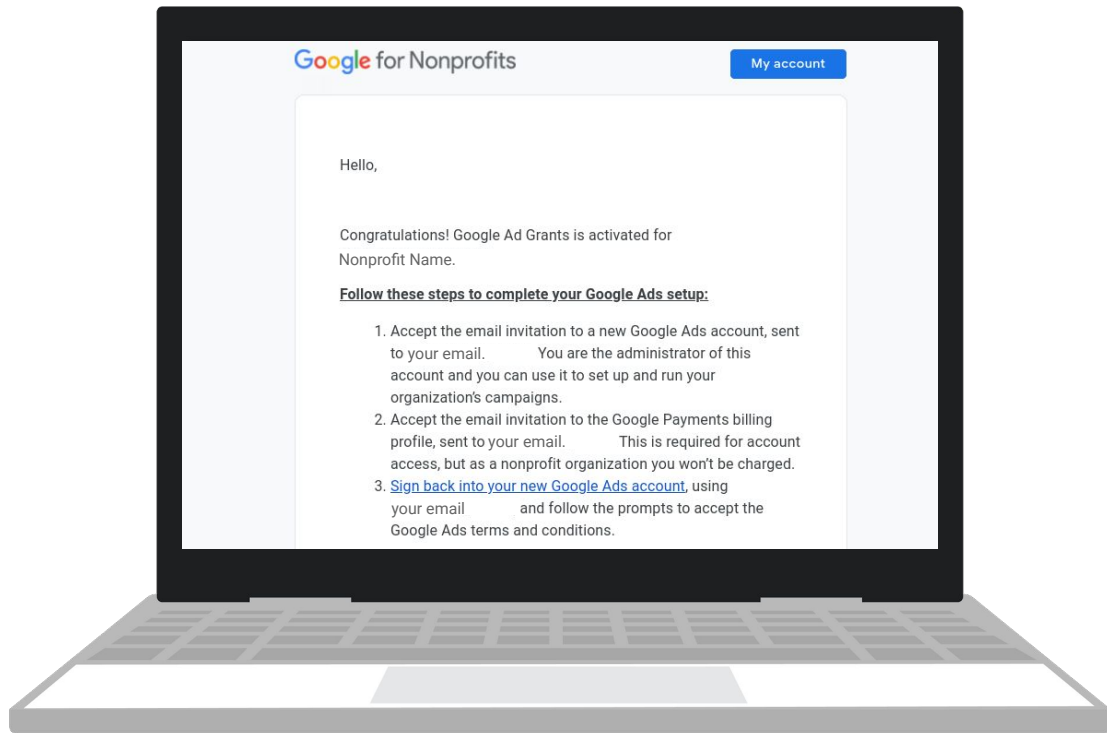 Google for Nonprofits
My account
Hello,
Congratulations! Google Ad Grants is activated for
Nonprofit Name.
Follow these steps to complete your Google Ads setup:
1. Accept the email invitation to a new Google Ads account, sent
to your email. You are the administrator of this
account and you can use it to set up and run your
organization's campaigns.
2. Accept the email invitation to the Google Payments billing
profile, sent to your email. This is required for account
access, but as a nonprofit organization you won't be charged.
3. Sign back into your new Google Ads account, using
your email and follow the prompts to accept the
Google Ads terms and conditions.